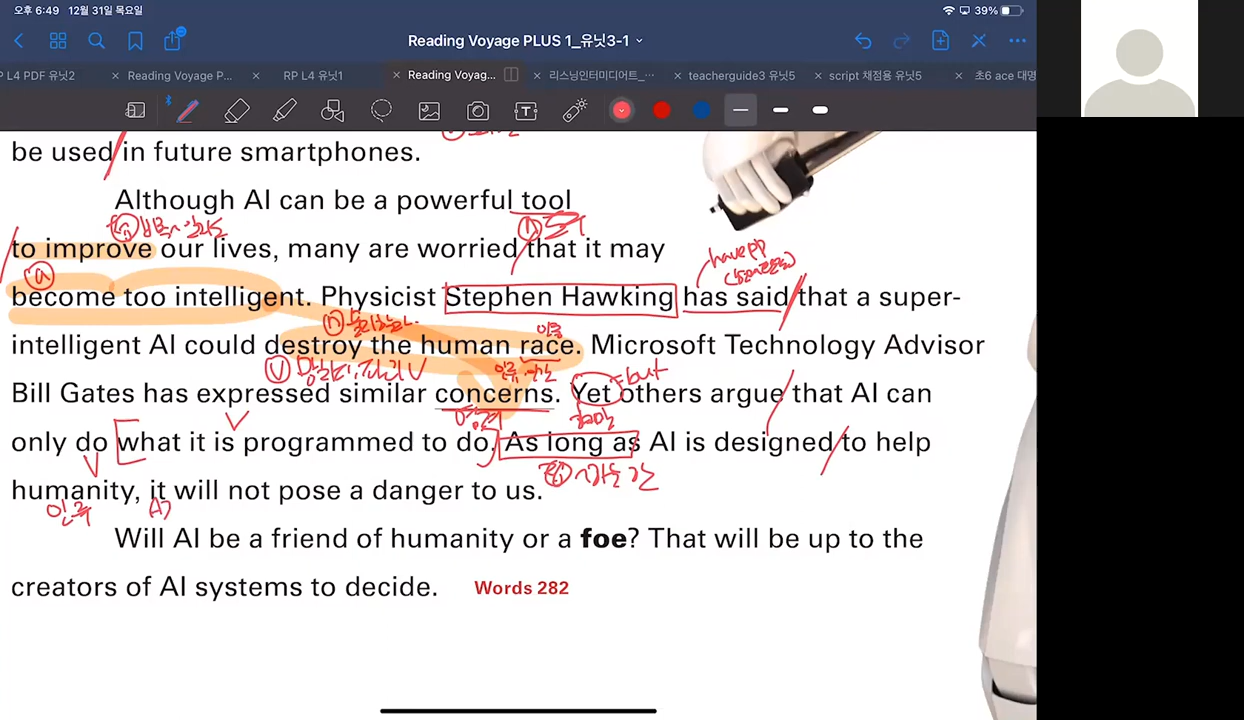 오후 6:49 12월 31일 목요일
39%
Reading Voyage PLUS 1_유닛3-1
P L4 PDF 유닛2
Reading Voyage P...
RP L4 유닛1
Reading Voyag...
리스닝인터미디어트_...
teacherguide3 유닛5
script 채점용 유닛5
초6 ace 대명
be used in future smartphones.
Although AI can be a powerful tool
to improve our lives, many are worried that it may
have pp
become too intelligent. Physicist Stephen Hawking has said that a super-
인종
intelligent AI could destroy the human race. Microsoft Technology Advisor
=but
Bill Gates has expressed similar concerns. Yet others argue that AI can
only do what it is programmed to do. As long as AI is designed to help
humanity, it will not pose a danger to us.
인류
AI
Will AI be a friend of humanity or a foe? That will be up to the
creators of AI systems to decide. Words 282